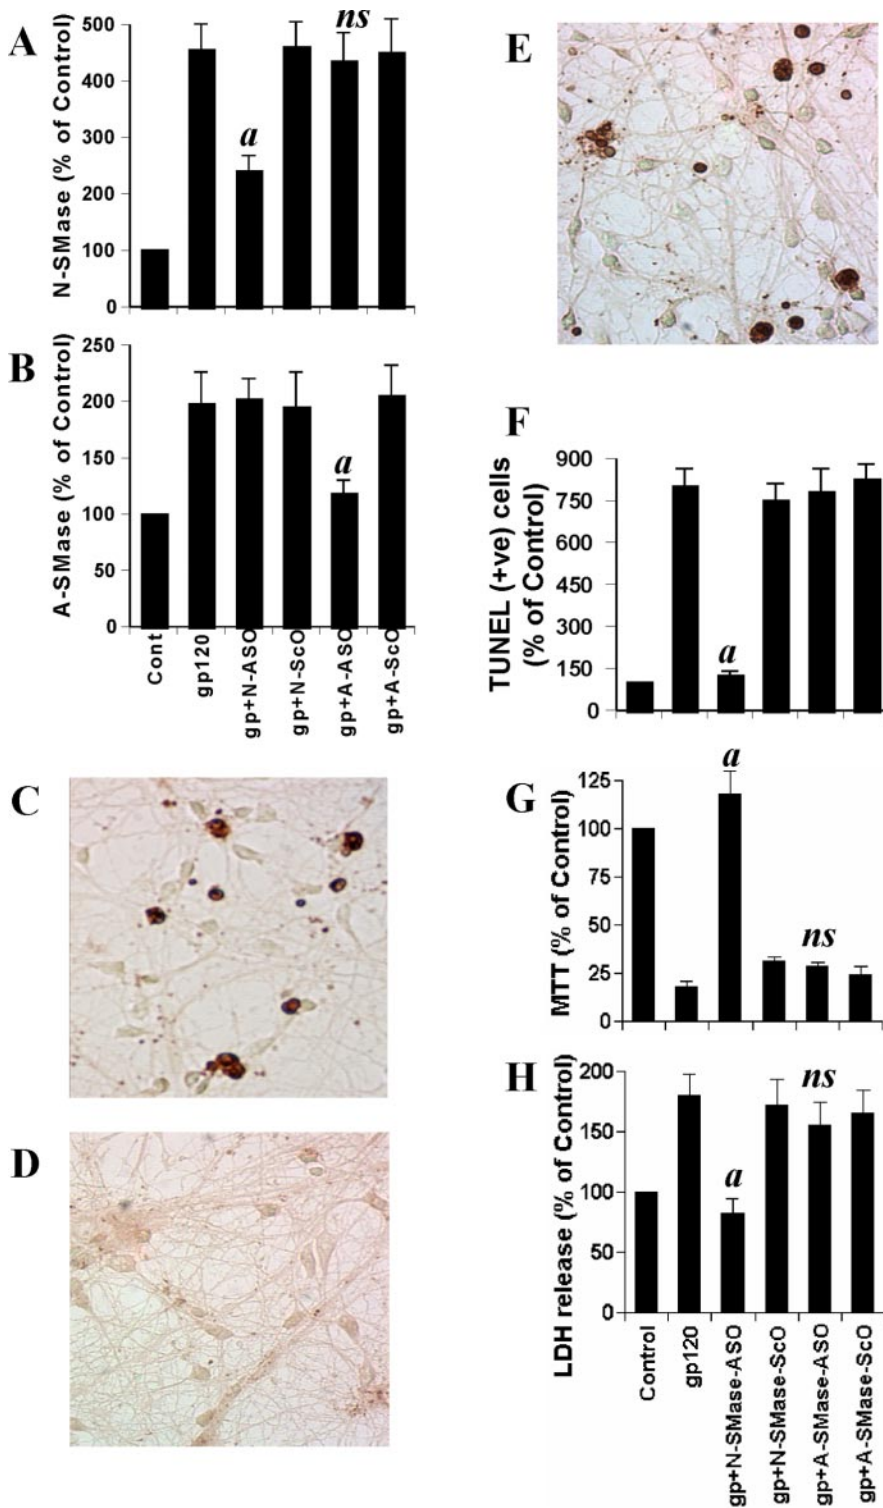 A
N-SMase (% of Control)
500
400
300
200
100
0
a
ns
B
A-SMase (% of Control)
250
200
150
100
50
0
a
Cont
gp120
gp+N-ASO
gp+N-ScO
gp+A-ASO
gp+A-ScO
C
D
E
F
TUNEL (+ve) cells
(% of Control)
900
750
600
450
300
150
0
a
G
MTT (% of Control)
125
100
75
50
25
0
a
ns
H
LDH release (% of Control)
200
150
100
50
0
a
ns
Control
gp120
gp+N-SMase-ASO
gp+N-SMase-ScO
gp+A-SMase-ASO
gp+A-SMase-ScO